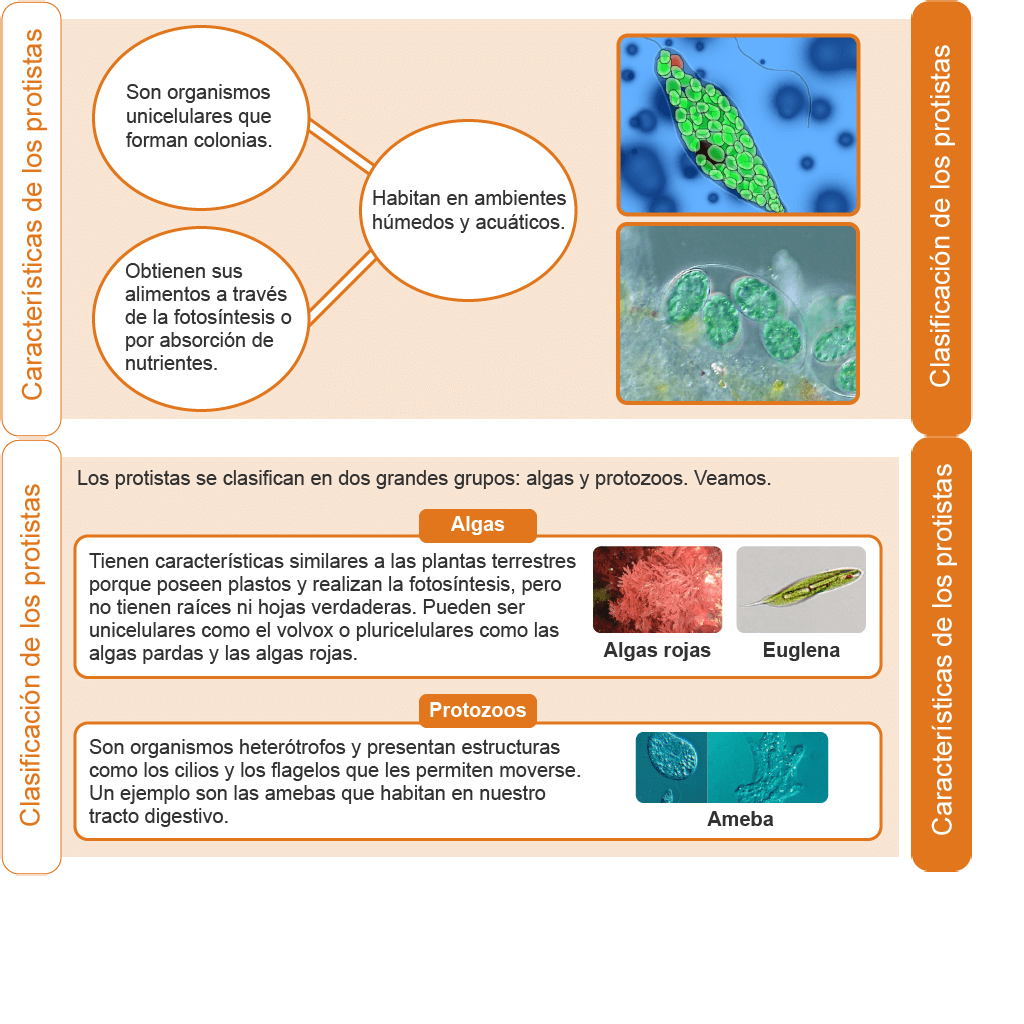 Características de los protistas
Son organismos
unicelulares que
forman colonias.
Habitan en ambientes
húmedos y acuáticos.
Obtienen sus
alimentos a través
de la fotosíntesis o
por absorción de
nutrientes.
Clasificación de los protistas
Clasificación de los protistas
Los protistas se clasifican en dos grandes grupos: algas y protozoos. Veamos.
Algas
Tienen características similares a las plantas terrestres
porque poseen plastos y realizan la fotosíntesis, pero
no tienen raíces ni hojas verdaderas. Pueden ser
unicelulares como el volvox o pluricelulares como las
algas pardas y las algas rojas.
Algas rojas
Euglena
Protozoos
Son organismos heterótrofos y presentan estructuras
como los cilios y los flagelos que les permiten moverse.
Un ejemplo son las amebas que habitan en nuestro
tracto digestivo.
Ameba
Características de los protistas